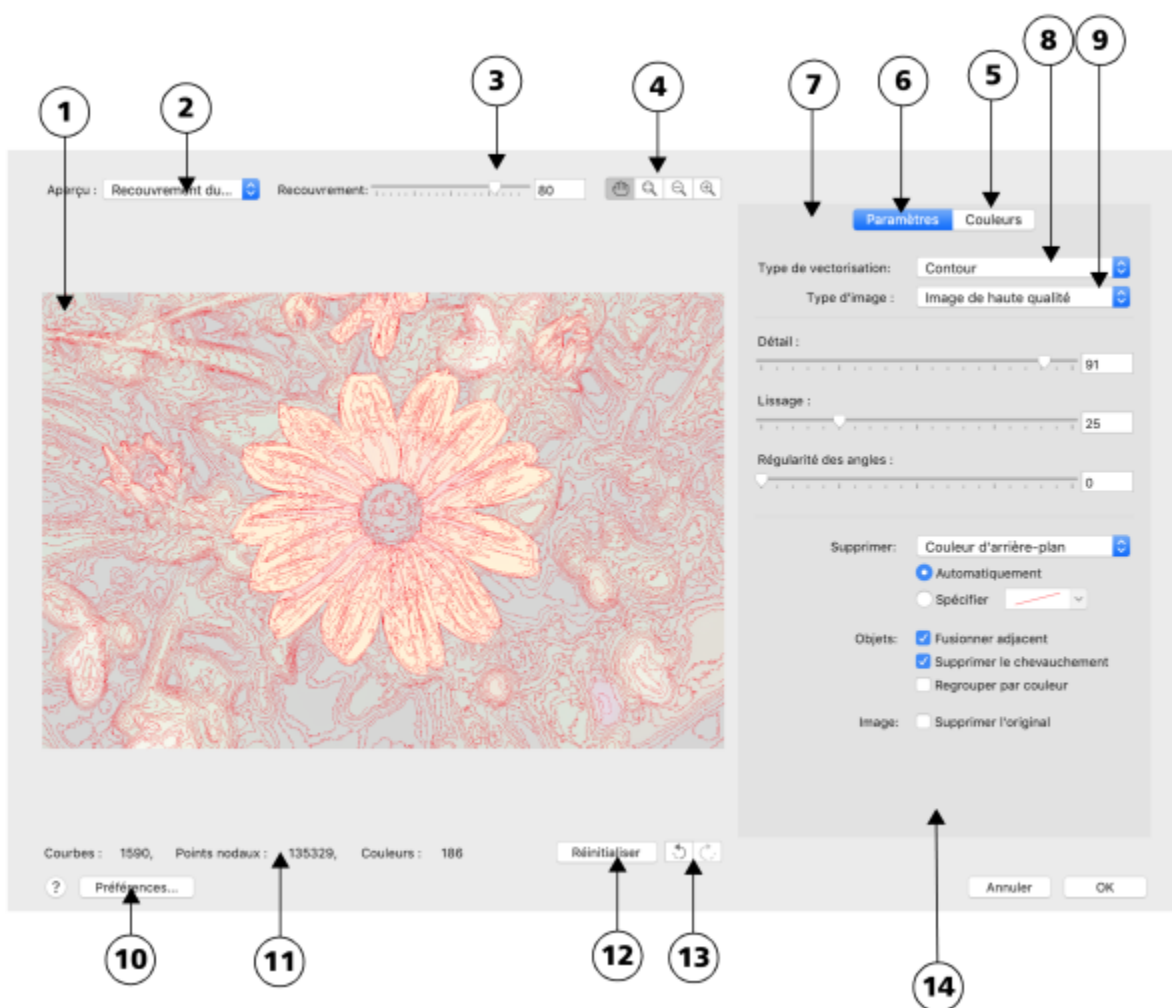 8 9
3 4 7 6 5
1 2
Aperçu : Recouvrement du... Recouvrement: 80
Paramètres Couleurs
Type de vectorisation: Contour
Type d'image : Image de haute qualité
Détail :
91
Lissage :
25
Régularité des angles :
0
Supprimer: Couleur d'arrière-plan
Automatiquement
Spécifier
Objets: Fusionner adjacent
Supprimer le chevauchement
Regrouper par couleur
Image: Supprimer l'original
Courbes : 1590, Points nodaux : 135329, Couleurs : 186 Réinitialiser
? Préférences... Annuler OK
10 11 12 13
14